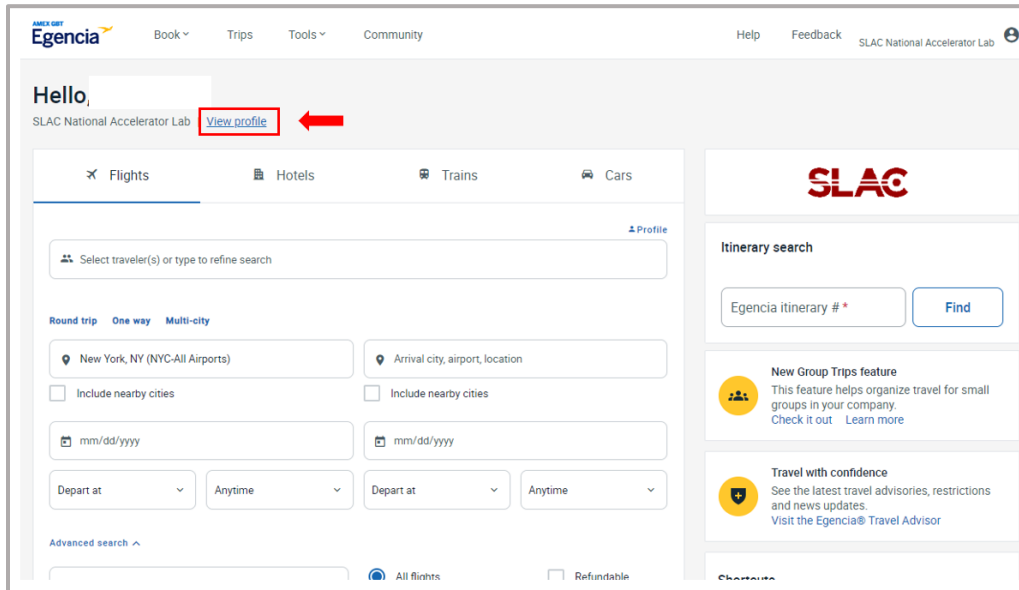 AMEX GBT
Egencia
Book
Trips
Tools
Community
Help
Feedback
SLAC National Accelerator Lab
Hello,
SLAC National Accelerator Lab
View profile
Flights
Hotels
Trains
Cars
SLAC
Profile
Select traveler(s) or type to refine search
Itinerary search
Egencia itinerary # *
Find
Round trip
One way
Multi-city
New York, NY (NYC-All Airports)
Arrival city, airport, location
Include nearby cities
Include nearby cities
New Group Trips feature
This feature helps organize travel for small
groups in your company.
Check it out
Learn more
mm/dd/yyyy
mm/dd/yyyy
Depart at
Anytime
Depart at
Anytime
Travel with confidence
See the latest travel advisories, restrictions
and news updates.
Visit the Egencia® Travel Advisor
Advanced search
All flights
Refundable
Shortcuts